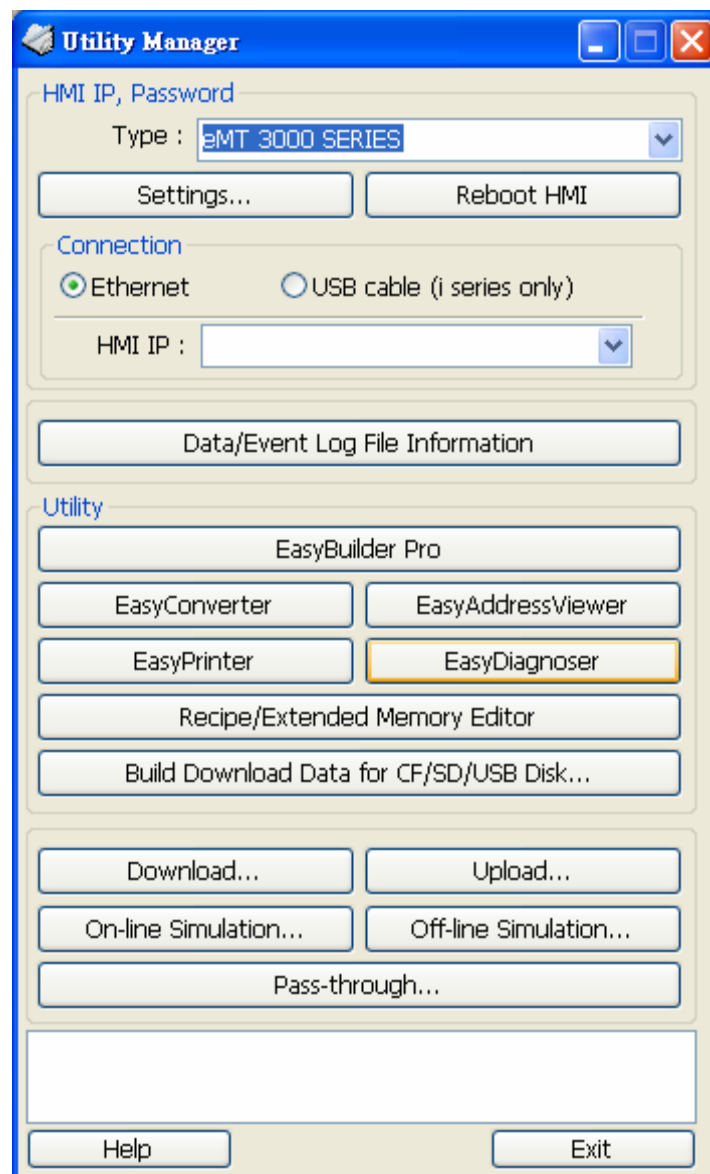 Utility Manager
HMI IP, Password
Type : eMT 3000 SERIES
Settings... Reboot HMI
Connection
Ethernet USB cable (i series only)
HMI IP :
Data/Event Log File Information
Utility
EasyBuilder Pro
EasyConverter EasyAddressViewer
EasyPrinter EasyDiagnoser
Recipe/Extended Memory Editor
Build Download Data for CF/SD/USB Disk...
Download... Upload...
On-line Simulation... Off-line Simulation...
Pass-through...
Help Exit